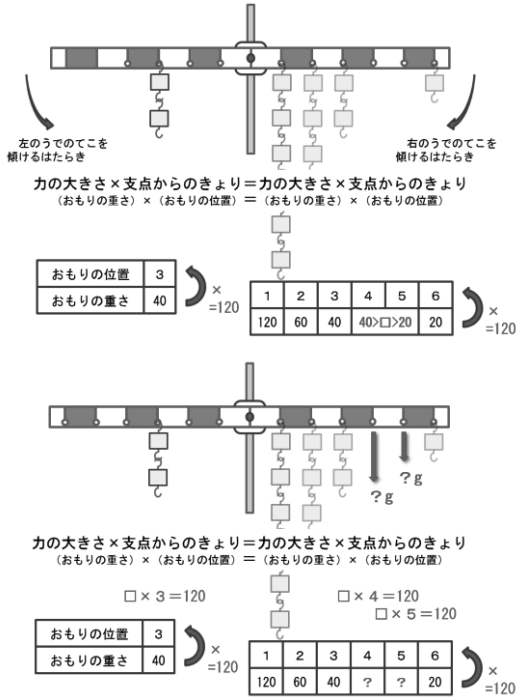 左のうでのてこを
傾けるはたらき
右のうでのてこを
傾けるはたらき
力の大きさ×支点からのきょり＝力の大きさ×支点からのきょり
(おもりの重さ) × (おもりの位置) ＝ (おもりの重さ) × (おもりの位置)
おもりの位置 3
おもりの重さ 40
×
=120
1 2 3 4 5 6
120 60 40 40>□>20 20
×
=120
?g
?g
力の大きさ×支点からのきょり＝力の大きさ×支点からのきょり
(おもりの重さ) × (おもりの位置) ＝ (おもりの重さ) × (おもりの位置)
□×3＝120
□×4＝120
□×5＝120
おもりの位置 3
おもりの重さ 40
×
=120
1 2 3 4 5 6
120 60 40 ? ? 20
×
=120